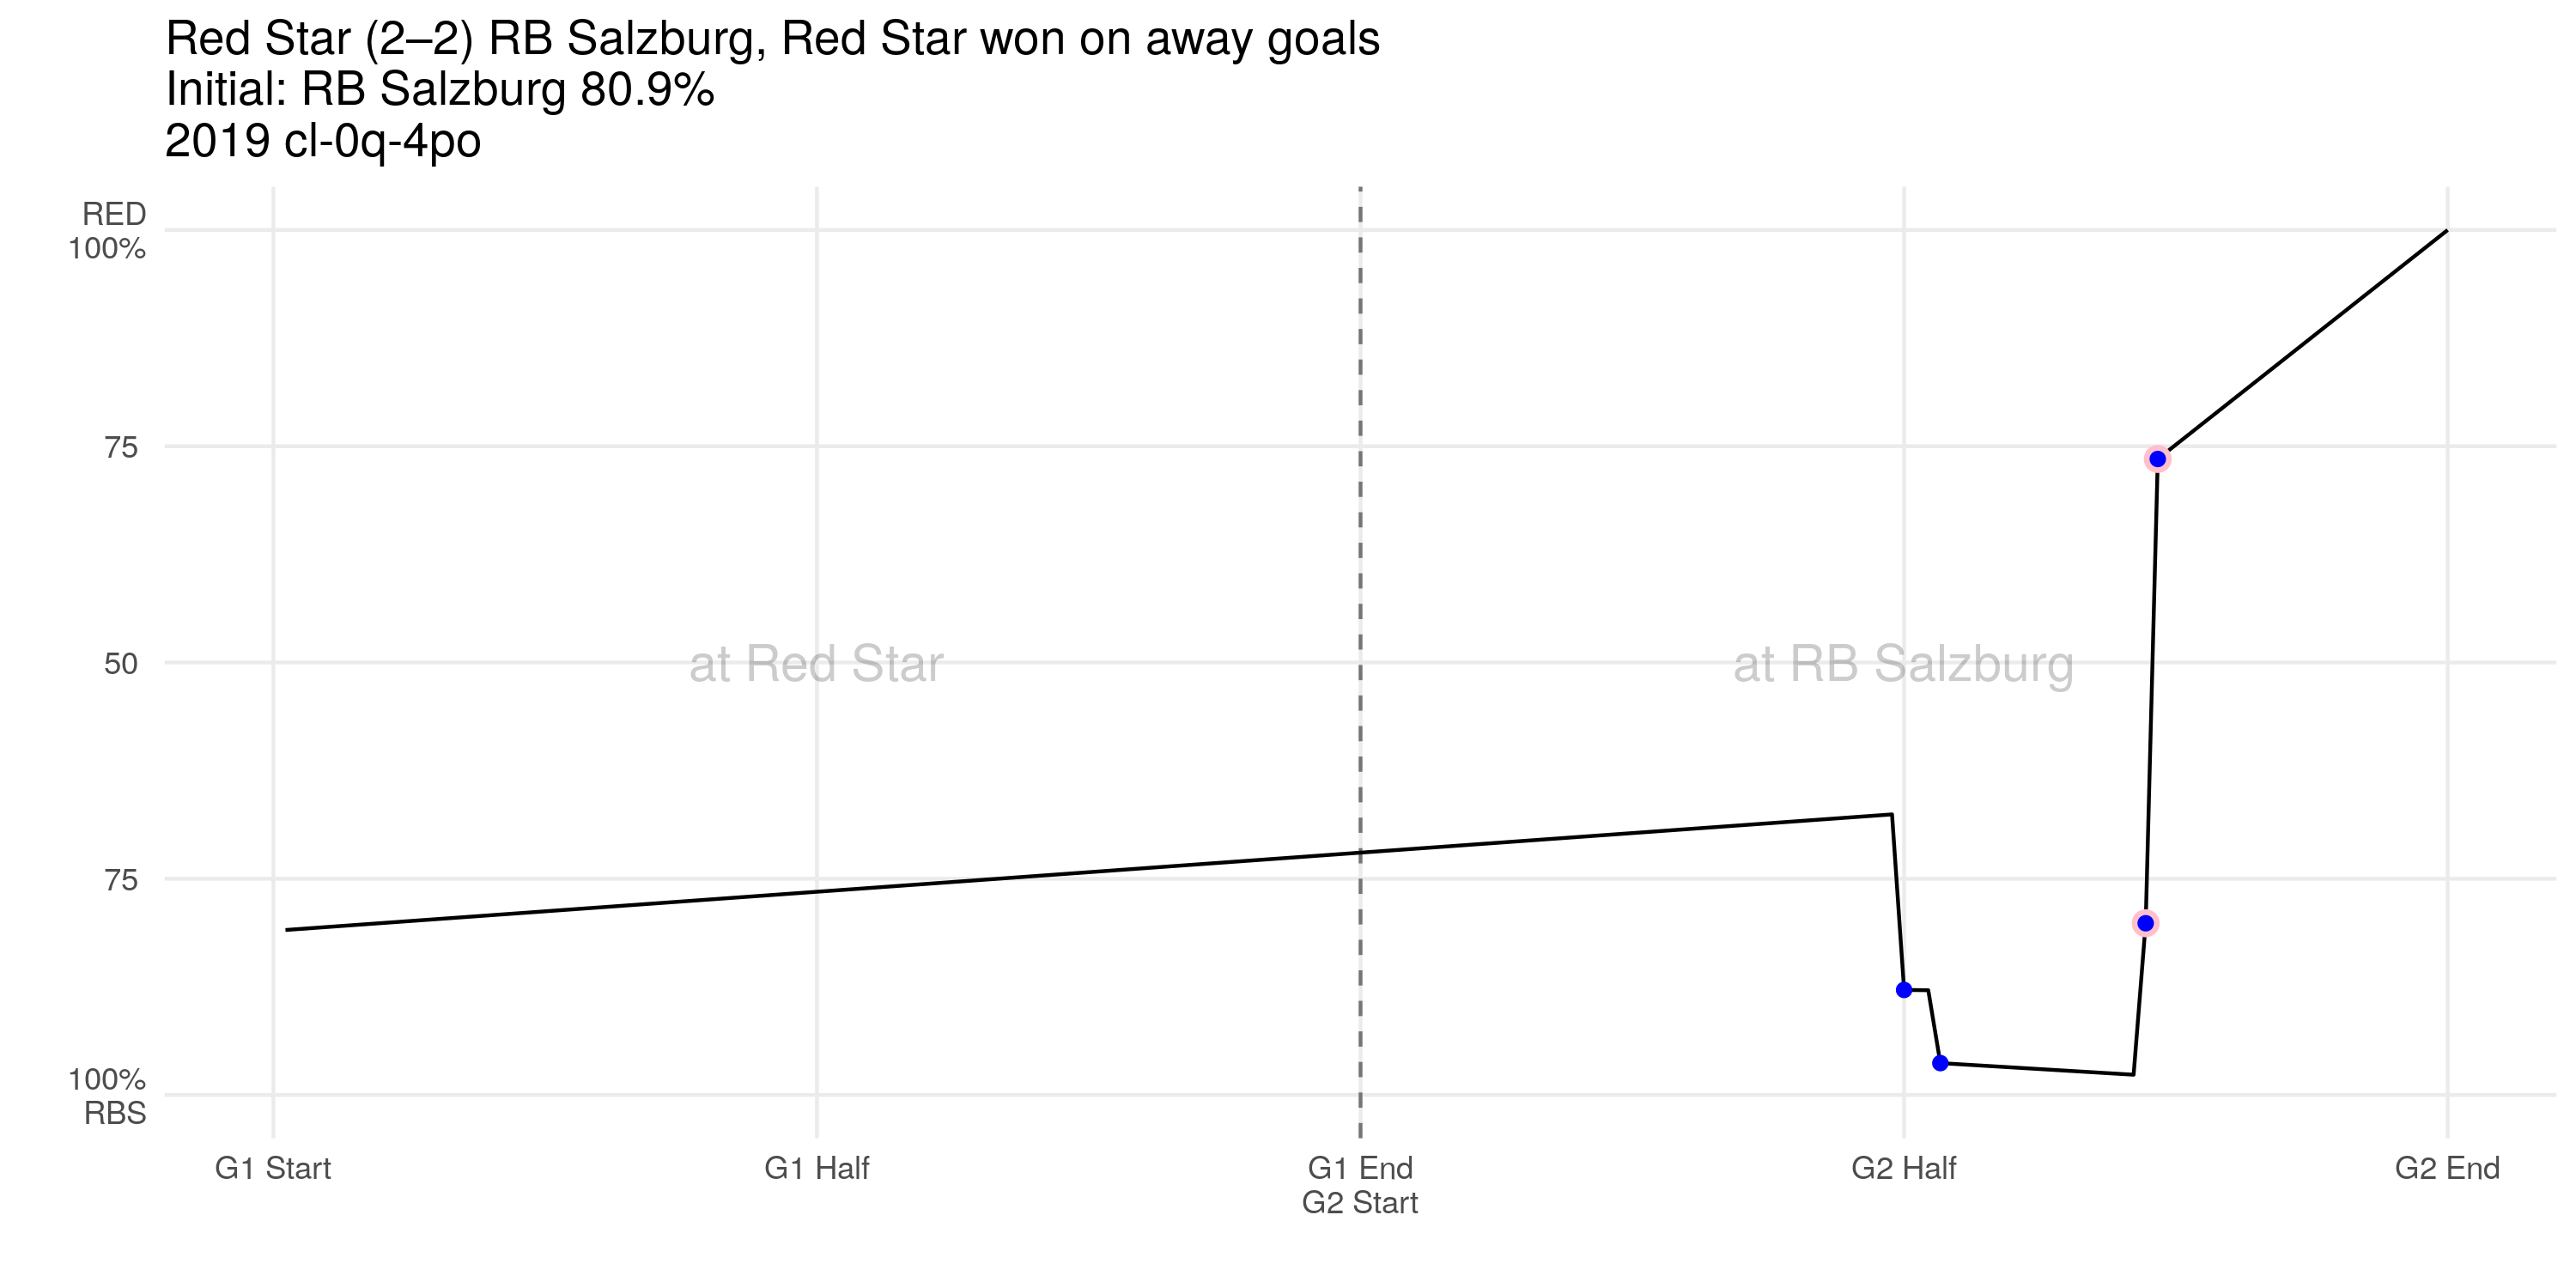 Red Star (2–2) RB Salzburg, Red Star won on away goals
Initial: RB Salzburg 80.9%
2019 cl-0q-4po
RED
100%
75
50
75
100%
RBS
at Red Star
at RB Salzburg
G1 Start
G1 Half
G1 End
G2 Start
G2 Half
G2 End